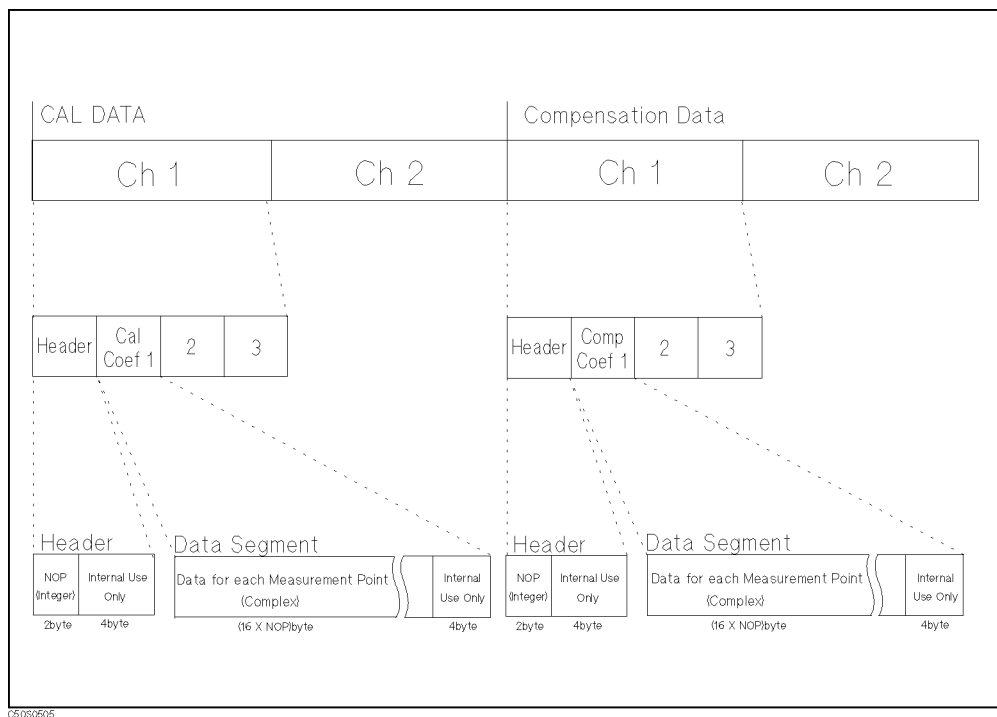 CAL DATA
Compensation Data
Ch 1
Ch 2
Ch 1
Ch 2
Header
Cal
Coef 1
2
3
Header
Comp
Coef 1
2
3
Header
Data Segment
Header
Data Segment
NOP
(Integer)
Internal Use
Only
Data for each Measurement Point
(Complex)
Internal
Use Only
NOP
(Integer)
Internal Use
Only
Data for each Measurement Point
(Complex)
Internal
Use Only
2byte
4byte
(16 X NOP)byte
4byte
2byte
4byte
(16 X NOP)byte
4byte
C50S0505